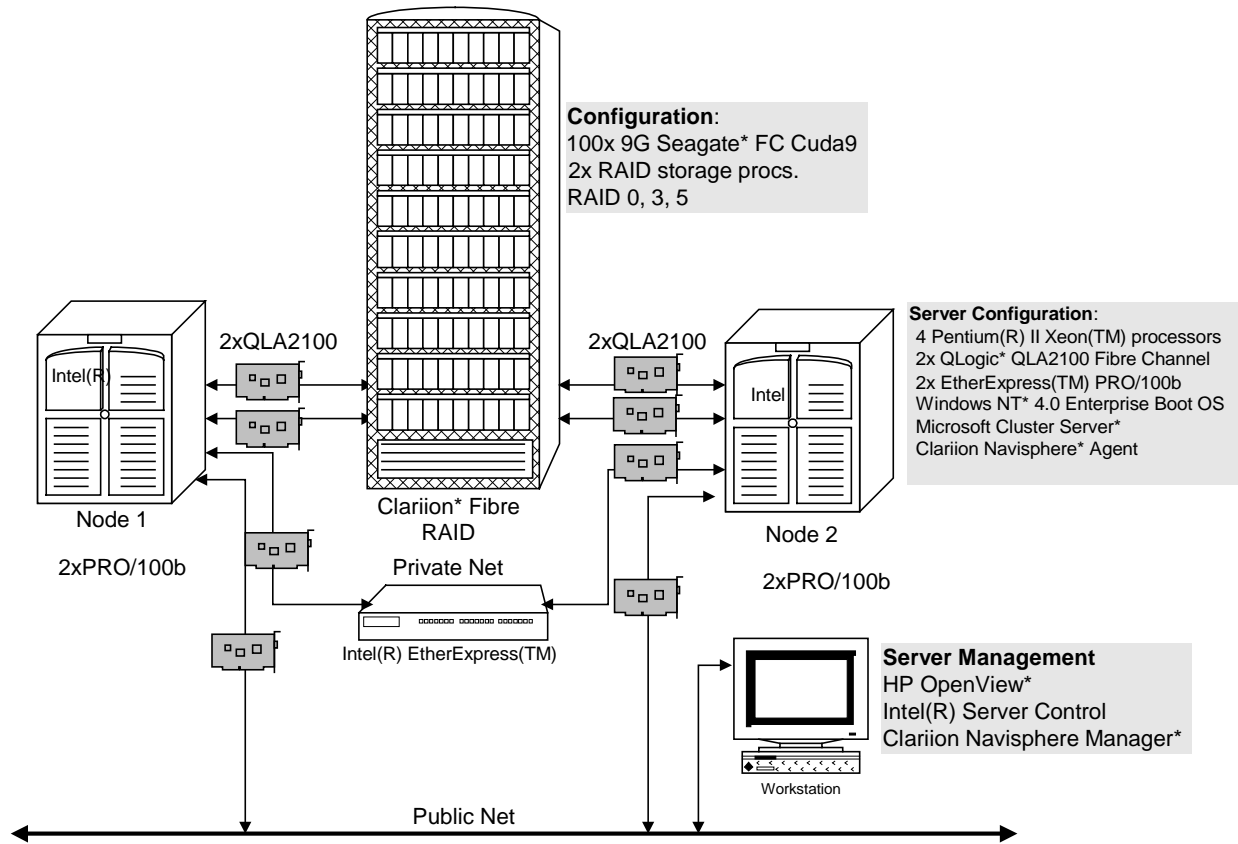 Configuration:
100x 9G Seagate* FC Cuda9
2x RAID storage procs.
RAID 0, 3, 5
2xQLA2100
2xQLA2100
Server Configuration:
4 Pentium(R) II Xeon(TM) processors
2x QLogic* QLA2100 Fibre Channel
2x EtherExpress(TM) PRO/100b
Windows NT* 4.0 Enterprise Boot OS
Microsoft Cluster Server*
Clariion Navisphere* Agent
Intel(R)
Intel
Clariion* Fibre
RAID
Node 1
Node 2
2xPRO/100b
Private Net
2xPRO/100b
Intel(R) EtherExpress(TM)
Server Management
HP OpenView*
Intel(R) Server Control
Clariion Navisphere Manager*
Workstation
Public Net